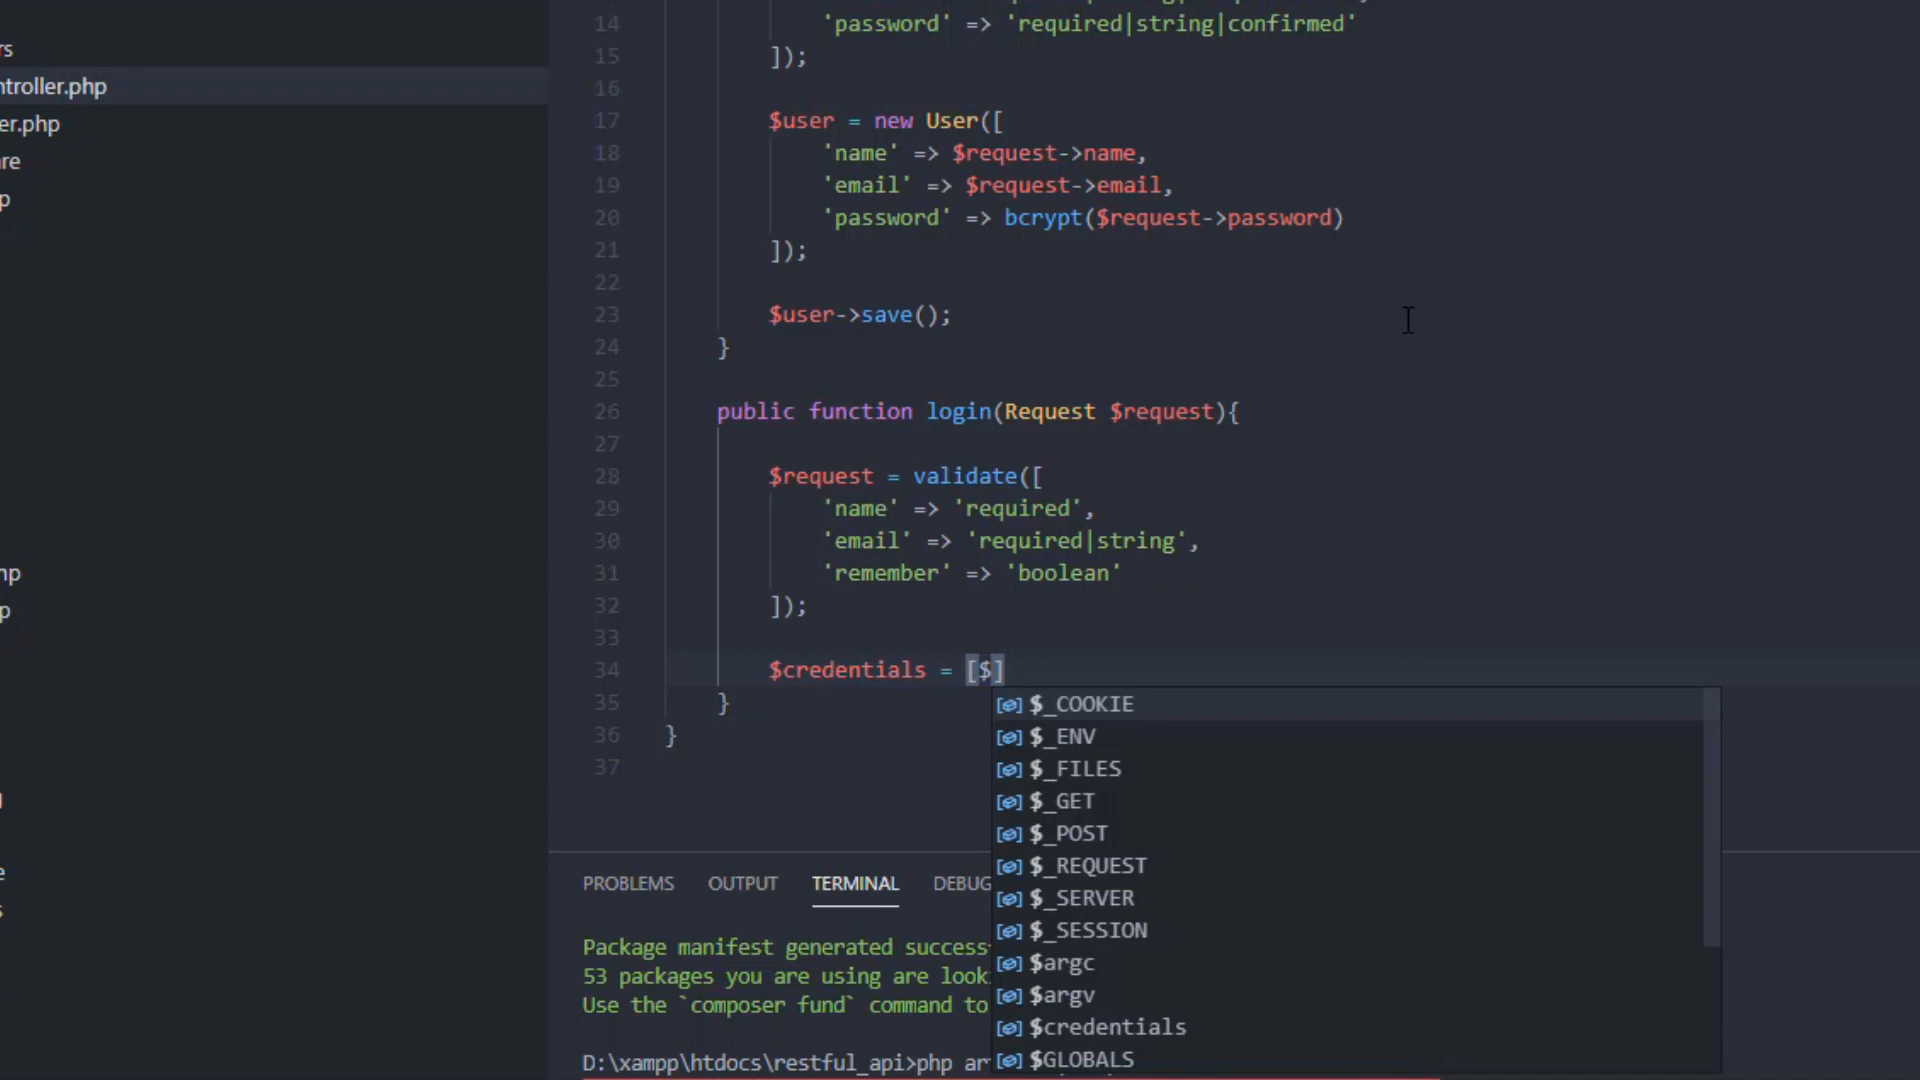 rs
ntroller.php
er.php
re
p
np
p
e
s
14 'password' => 'required|string|confirmed'
15 ]);
16
17 $user = new User([
18 'name' => $request->name,
19 'email' => $request->email,
20 'password' => bcrypt($request->password)
21 ]);
22
23 $user->save();
24 }
25
26 public function login(Request $request){
27
28 $request = validate([
29 'name' => 'required',
30 'email' => 'required|string',
31 'remember' => 'boolean'
32 ]);
33
34 $credentials = [$]
35 }
36 }
37
$_COOKIE
$_ENV
$_FILES
$_GET
$_POST
$_REQUEST
$_SERVER
$_SESSION
$argc
$argv
$credentials
$GLOBALS
PROBLEMS OUTPUT TERMINAL DEBUG
Package manifest generated success
53 packages you are using are look
Use the `composer fund` command to
D:\xampp\htdocs\restful_api>php ar